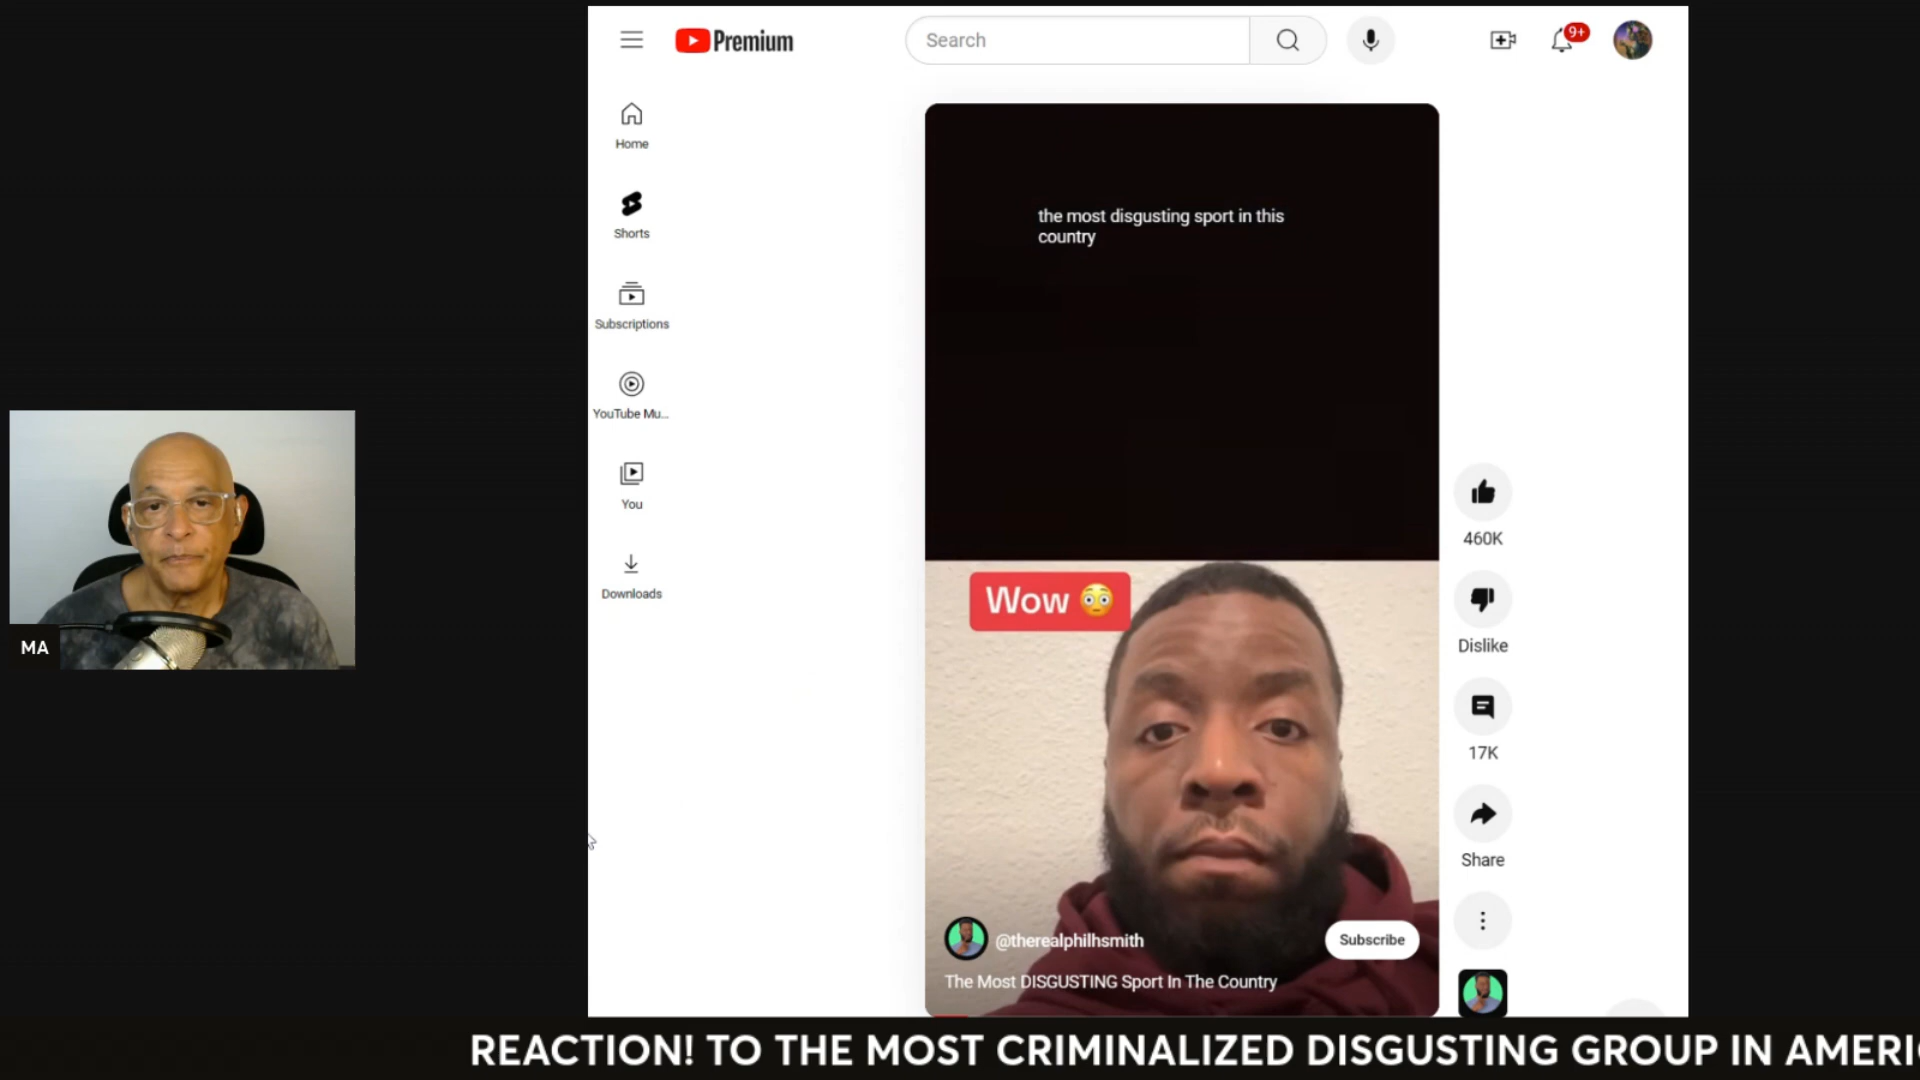 Premium
Search
9+
Home
Shorts
Subscriptions
YouTube Mu...
You
Downloads
the most disgusting sport in this
country
Wow
460K
Dislike
17K
Share
@therealphilhsmith
Subscribe
The Most DISGUSTING Sport In The Country
MA
REACTION! TO THE MOST CRIMINALIZED DISGUSTING GROUP IN AMERI